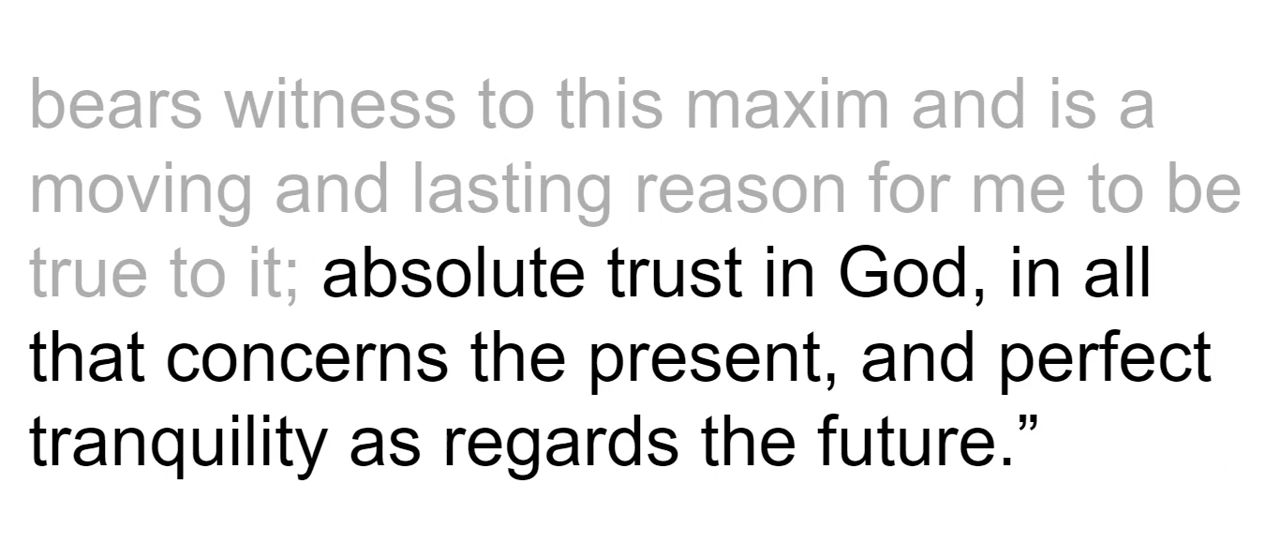 bears witness to this maxim and is a
moving and lasting reason for me to be
true to it; absolute trust in God, in all
that concerns the present, and perfect
tranquility as regards the future.”